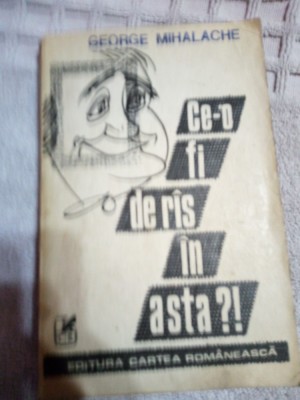 GEORGE MIHALACHE
Ce-o
fi
de rîs
în
asta?!
EDITURA CARTEA ROMÂNEASCĂ